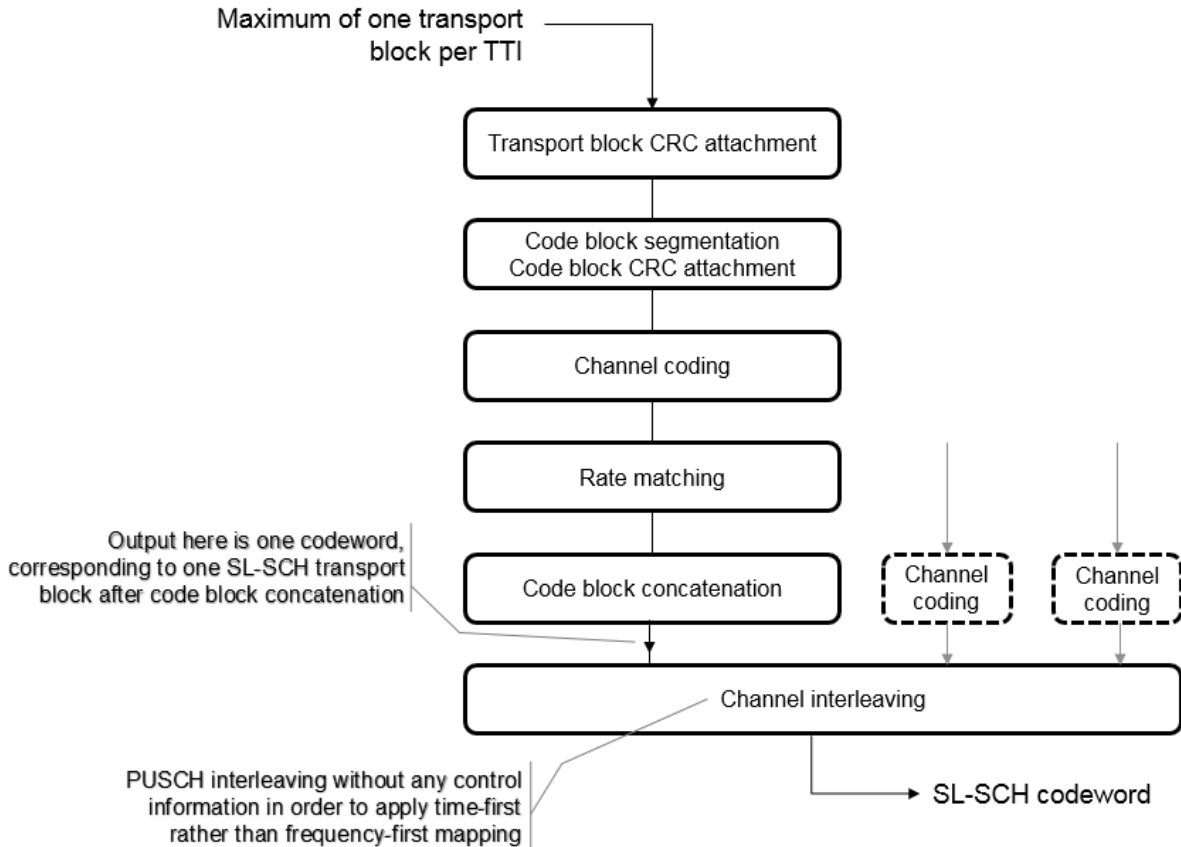 Maximum of one transport
block per TTI
Transport block CRC attachment
Code block segmentation
Code block CRC attachment
Channel coding
Rate matching
Output here is one codeword,
corresponding to one SL-SCH transport
block after code block concatenation
Code block concatenation
Channel
coding
Channel
coding
Channel interleaving
PUSCH interleaving without any control
information in order to apply time-first
rather than frequency-first mapping
SL-SCH codeword